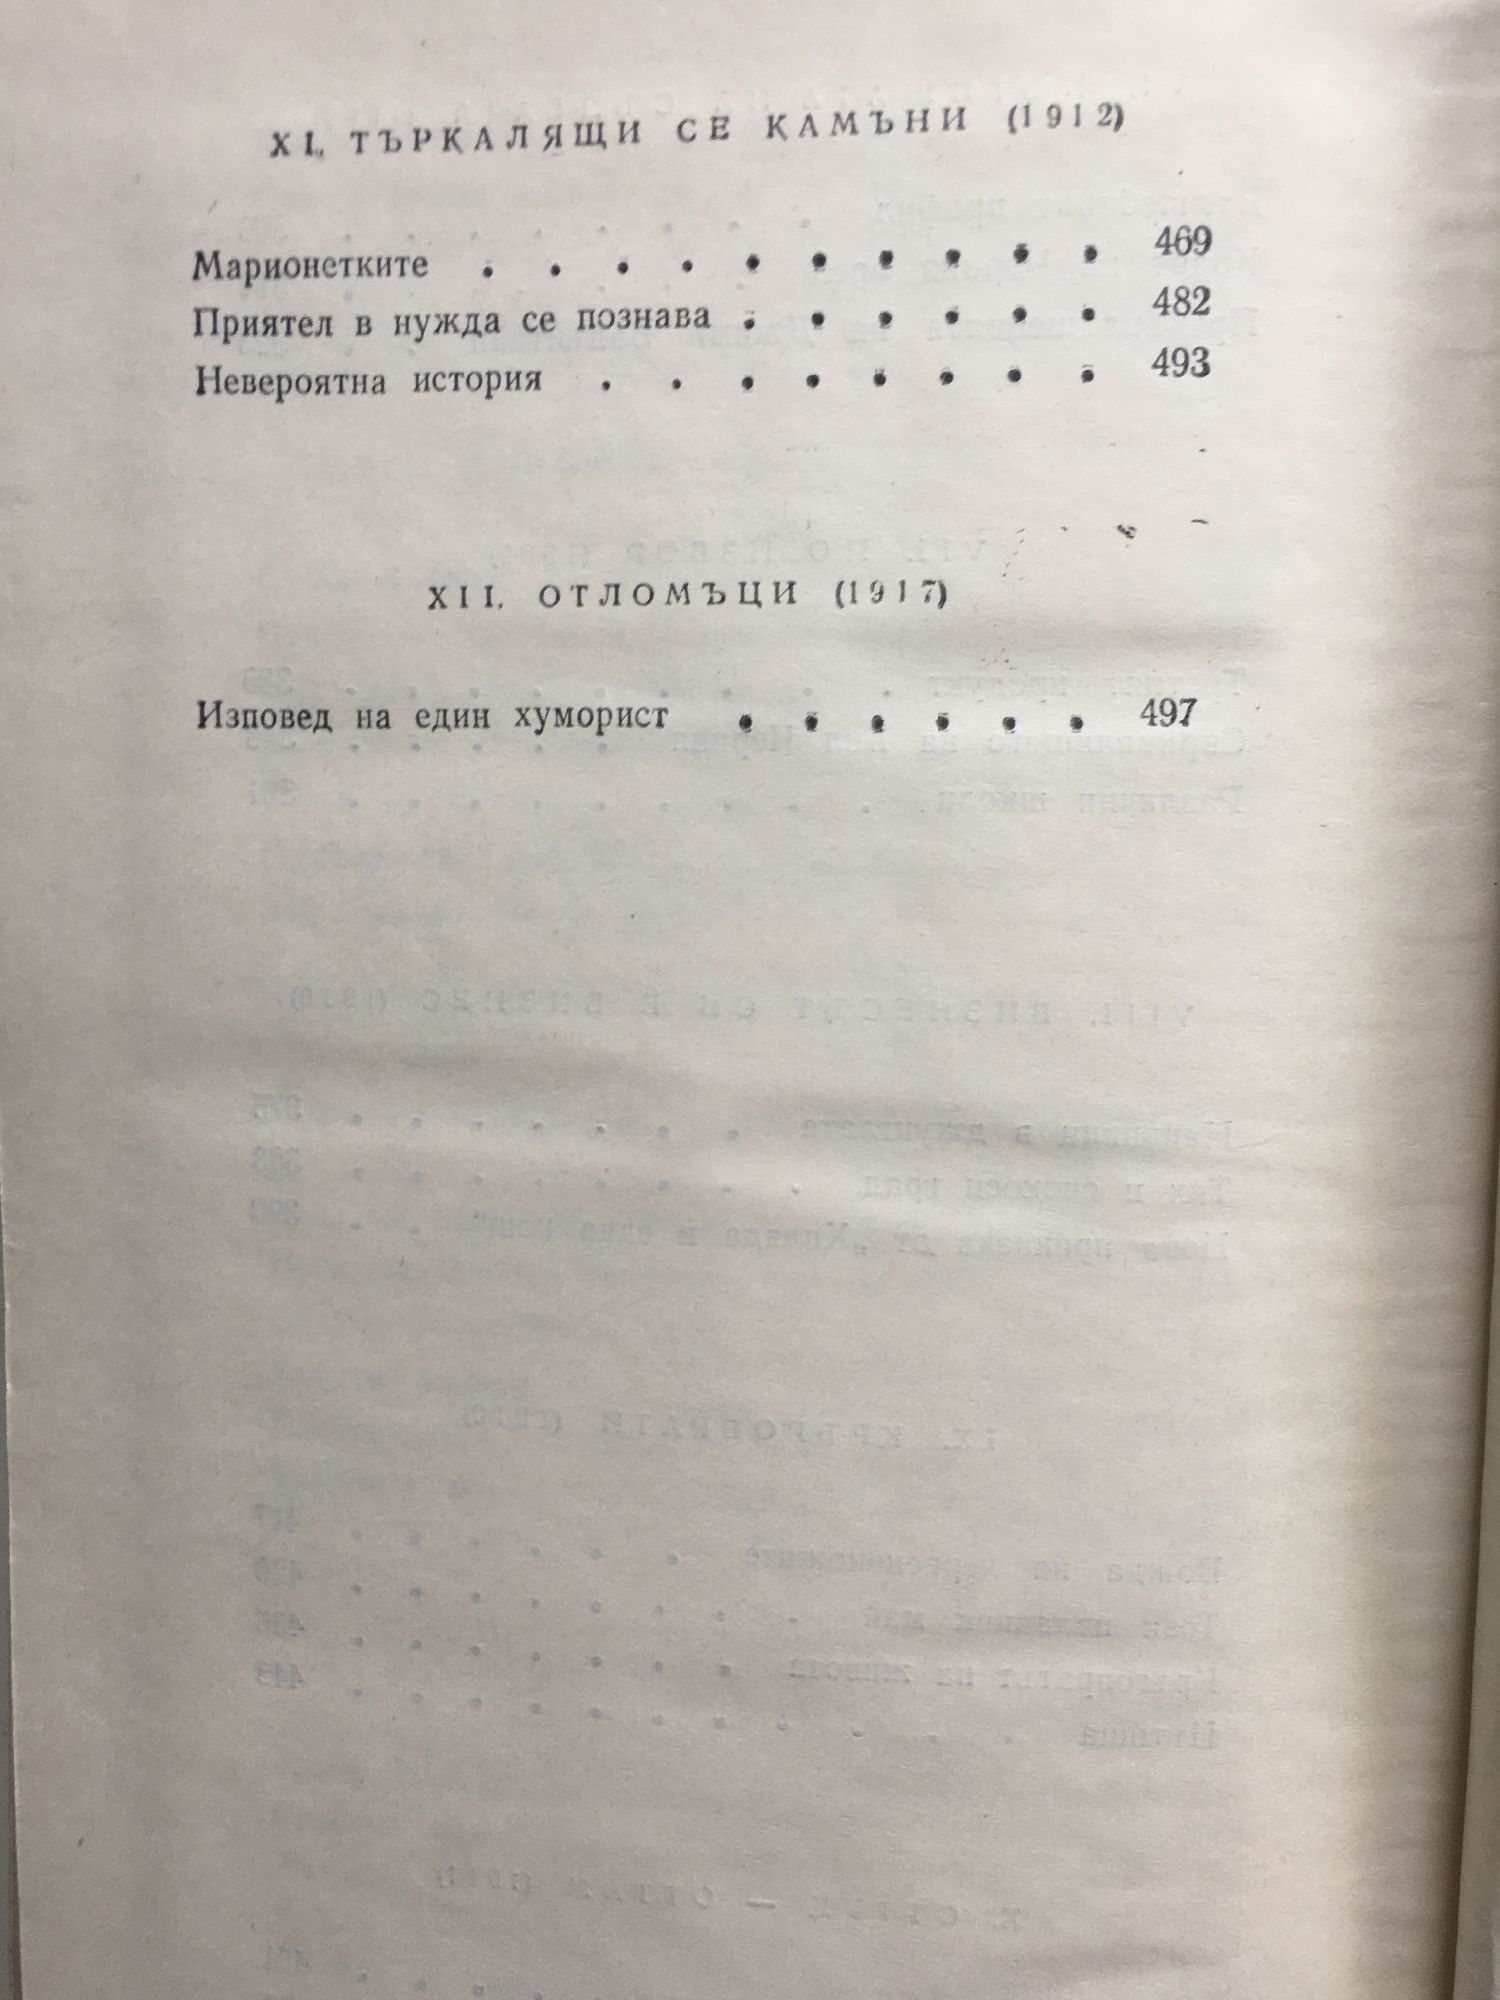 XI. ТЪРКАЛЯЩИ СЕ КАМЪНИ (1912)
Марионетките . . . . . . . . . . 469
Приятел в нужда се познава . . . . . . 482
Невероятна история . . . . . . . . 493
XII. ОТЛОМЪЦИ (1917)
Изповед на един хуморист . . . . . . 497